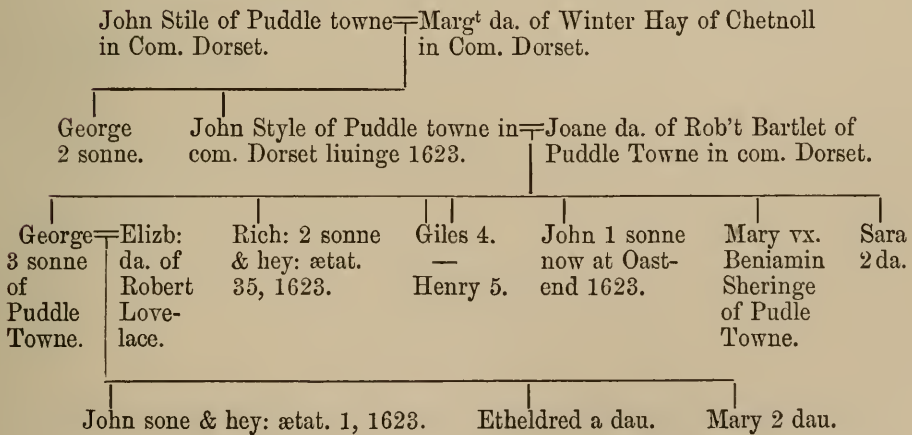 John Stile of Puddle towne
in Com. Dorset.
Margᵗ da. of Winter Hay of Chetnoll
in Com. Dorset.
George
2 sonne.
John Style of Puddle towne in
com. Dorset liuinge 1623.
Joane da. of Rob't Bartlet of
Puddle Towne in com. Dorset.
George
3 sonne
of
Puddle
Towne.
Elizb:
da. of
Robert
Love-
lace.
Rich: 2 sonne
& hey: ætat.
35, 1623.
Giles 4.
—
Henry 5.
John 1 sonne
now at Oast-
end 1623.
Mary vx.
Beniamin
Sheringe
of Pudle
Towne.
Sara
2 da.
John sone & hey: ætat. 1, 1623.
Etheldred a dau.
Mary 2 dau.